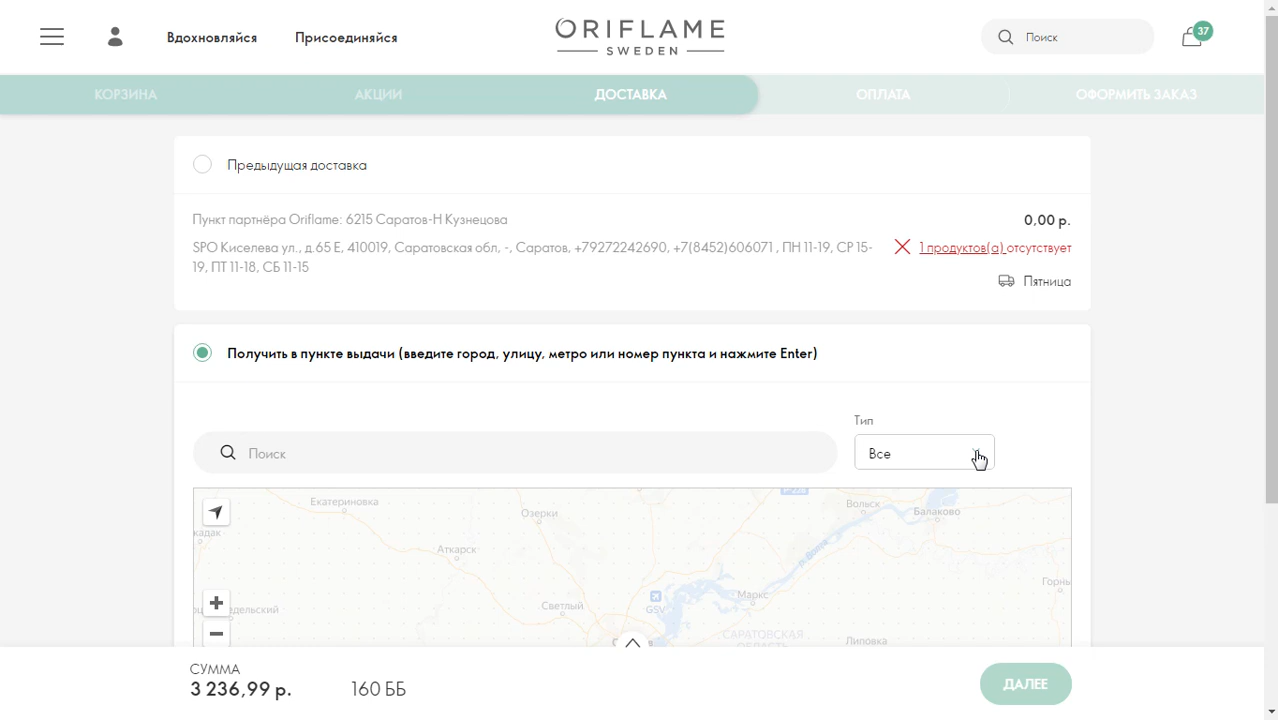 Вдохновляйся
Присоединяйся
ORIFLAME
SWEDEN
Поиск
37
КОРЗИНА
АКЦИИ
ДОСТАВКА
ОПЛАТА
ОФОРМИТЬ ЗАКАЗ
Предыдущая доставка
Пункт партнёра Oriflame: 6215 Саратов-Н Кузнецова
0,00 р.
SPO Киселева ул., д.65 Е, 410019, Саратовская обл, -, Саратов, +79272242690, +7(8452)606071 , ПН 11-19, СР 15-
19, ПТ 11-18, СБ 11-15
1 продуктов(а) отсутствует
Пятница
Получить в пункте выдачи (введите город, улицу, метро или номер пункта и нажмите Enter)
Тип
Поиск
Все
Екатериновка
Озерки
Р-228
Вольск
Балаково
Аткарск
р. Волга
Горны
Маркс
GSV
Светлый
САРАТОВСКАЯ
ОБЛАСТЬ
Липовка
СУММА
3 236,99 р.
160 ББ
ДАЛЕЕ